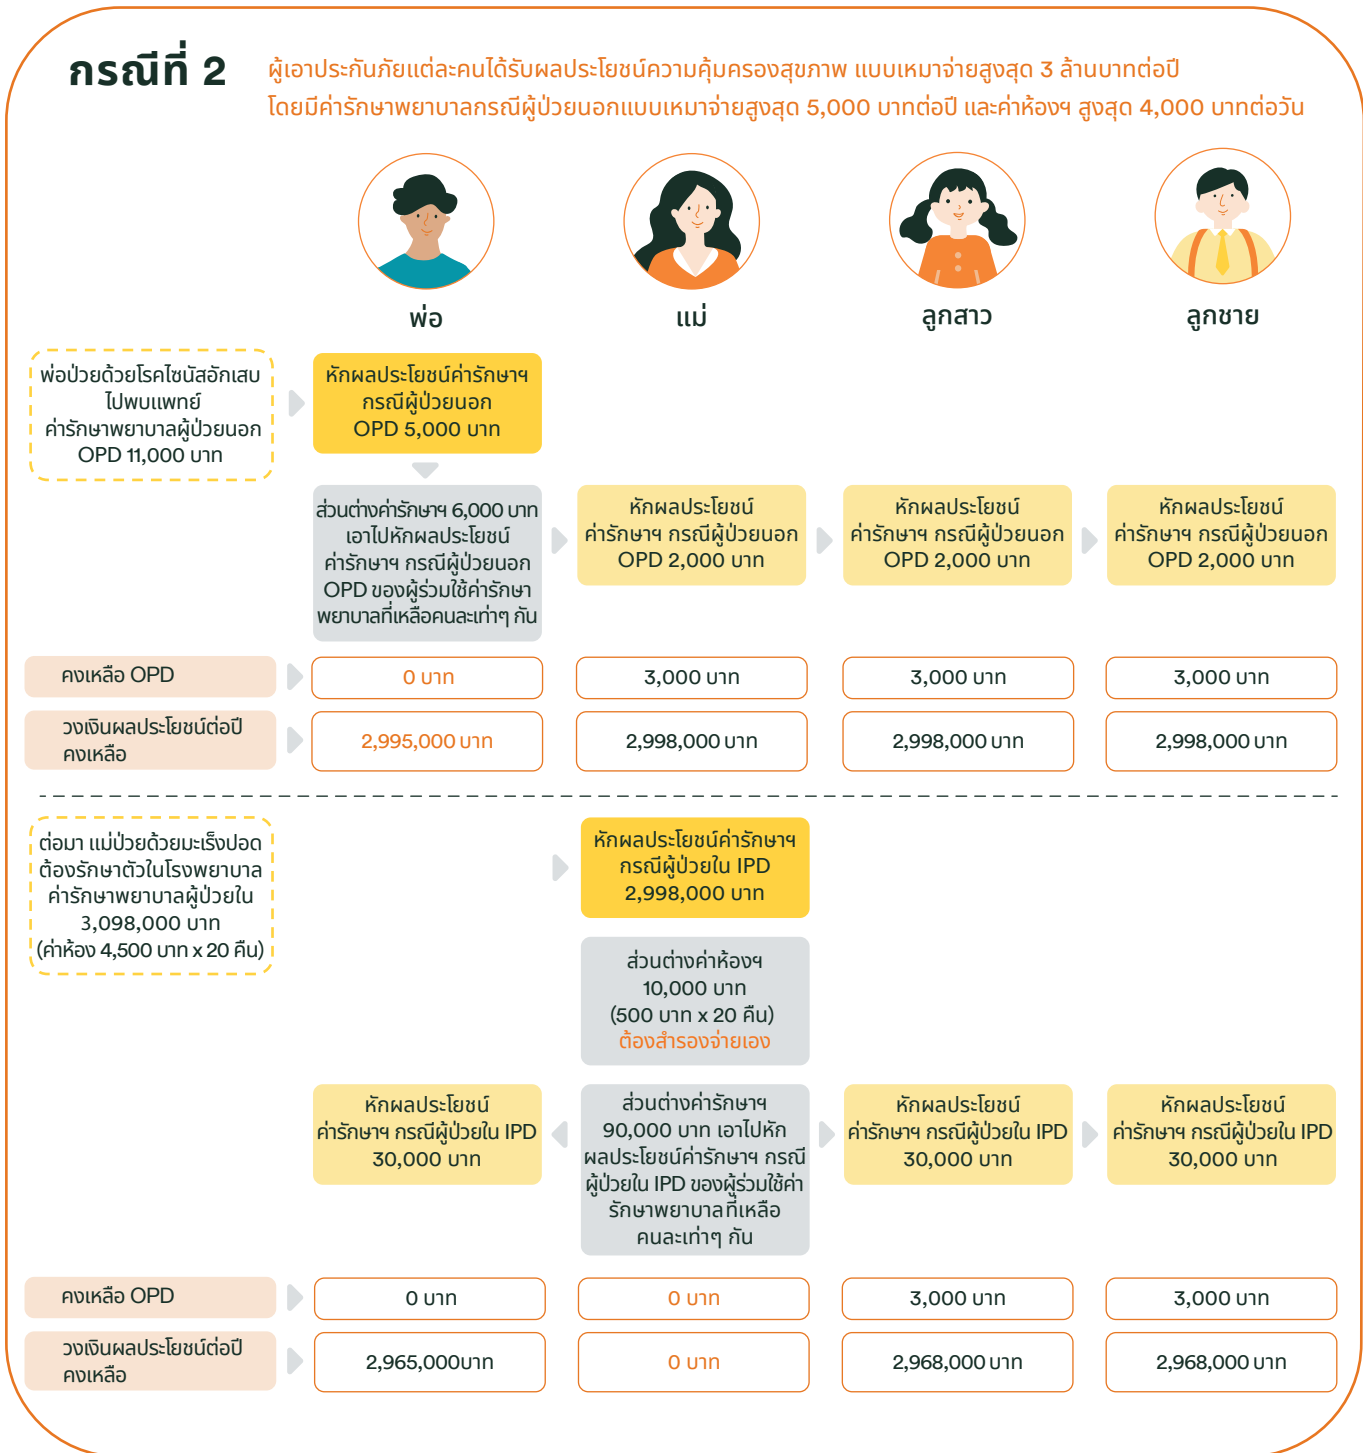 กรณีที่ 2
ผู้เอาประกันภัยแต่ละคนได้รับผลประโยชน์ความคุ้มครองสุขภาพ แบบเหมาจ่ายสูงสุด 3 ล้านบาทต่อปี
โดยมีค่ารักษาพยาบาลกรณีผู้ป่วยนอกแบบเหมาจ่ายสูงสุด 5,000 บาทต่อปี และค่าห้องฯ สูงสุด 4,000 บาทต่อวัน
พ่อ
แม่
ลูกสาว
ลูกชาย
พ่อป่วยด้วยโรคไซนัสอักเสบ
ไปพบแพทย์
ค่ารักษาพยาบาลผู้ป่วยนอก
OPD 11,000 บาท
หักผลประโยชน์ค่ารักษาฯ
กรณีผู้ป่วยนอก
OPD 5,000 บาท
ส่วนต่างค่ารักษาฯ 6,000 บาท
เอาไปหักผลประโยชน์
ค่ารักษาฯ กรณีผู้ป่วยนอก
OPD ของผู้ร่วมใช้ค่ารักษา
พยาบาลที่เหลือคนละเท่าๆ กัน
หักผลประโยชน์
ค่ารักษาฯ กรณีผู้ป่วยนอก
OPD 2,000 บาท
หักผลประโยชน์
ค่ารักษาฯ กรณีผู้ป่วยนอก
OPD 2,000 บาท
หักผลประโยชน์
ค่ารักษาฯ กรณีผู้ป่วยนอก
OPD 2,000 บาท
คงเหลือ OPD
0 บาท
3,000 บาท
3,000 บาท
3,000 บาท
วงเงินผลประโยชน์ต่อปี
คงเหลือ
2,995,000 บาท
2,998,000 บาท
2,998,000 บาท
2,998,000 บาท
ต่อมา แม่ป่วยด้วยมะเร็งปอด
ต้องรักษาตัวในโรงพยาบาล
ค่ารักษาพยาบาลผู้ป่วยใน
3,098,000 บาท
(ค่าห้อง 4,500 บาท x 20 คืน)
หักผลประโยชน์ค่ารักษาฯ
กรณีผู้ป่วยใน IPD
2,998,000 บาท
ส่วนต่างค่าห้องฯ
10,000 บาท
(500 บาท x 20 คืน)
ต้องสำรองจ่ายเอง
หักผลประโยชน์
ค่ารักษาฯ กรณีผู้ป่วยใน IPD
30,000 บาท
ส่วนต่างค่ารักษาฯ
90,000 บาท เอาไปหัก
ผลประโยชน์ค่ารักษาฯ กรณี
ผู้ป่วยใน IPD ของผู้ร่วมใช้ค่า
รักษาพยาบาลที่เหลือ
คนละเท่าๆ กัน
หักผลประโยชน์
ค่ารักษาฯ กรณีผู้ป่วยใน IPD
30,000 บาท
หักผลประโยชน์
ค่ารักษาฯ กรณีผู้ป่วยใน IPD
30,000 บาท
คงเหลือ OPD
0 บาท
0 บาท
3,000 บาท
3,000 บาท
วงเงินผลประโยชน์ต่อปี
คงเหลือ
2,965,000บาท
0 บาท
2,968,000 บาท
2,968,000 บาท